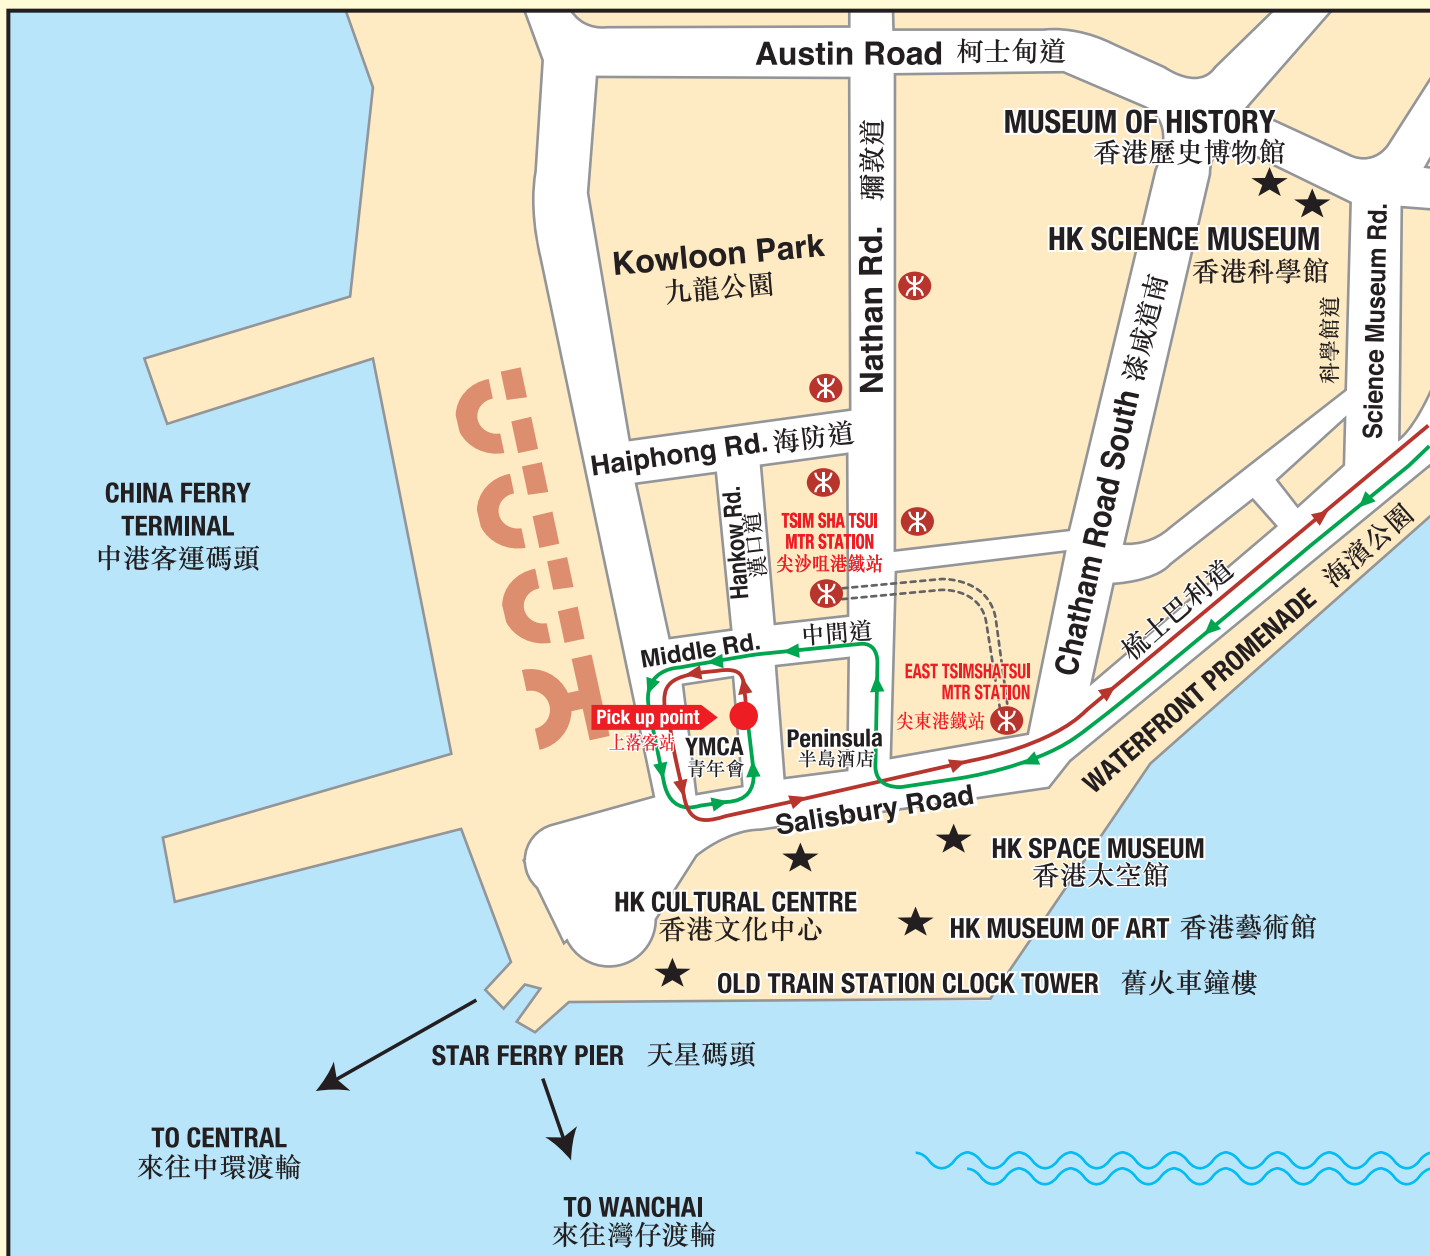 Austin Road 柯士甸道
MUSEUM OF HISTORY
香港歷史博物館
彌敦道
Nathan Rd.
Kowloon Park
九龍公園
HK SCIENCE MUSEUM
香港科學館
Science Museum Rd.
科學館道
Chatham Road South 漆咸道南
Haiphong Rd. 海防道
Hankow Rd.
漢口道
TSIM SHA TSUI
MTR STATION
尖沙咀港鐵站
CHINA FERRY
TERMINAL
中港客運碼頭
Middle Rd. 中間道
EAST TSIMSHATSUI
MTR STATION
尖東港鐵站
梳士巴利道
WATERFRONT PROMENADE 海濱公園
Pick up point
上落客站
YMCA
青年會
Peninsula
半島酒店
Salisbury Road
HK SPACE MUSEUM
香港太空館
HK CULTURAL CENTRE
香港文化中心
HK MUSEUM OF ART 香港藝術館
OLD TRAIN STATION CLOCK TOWER 舊火車鐘樓
STAR FERRY PIER 天星碼頭
TO CENTRAL
來往中環渡輪
TO WANCHAI
來往灣仔渡輪